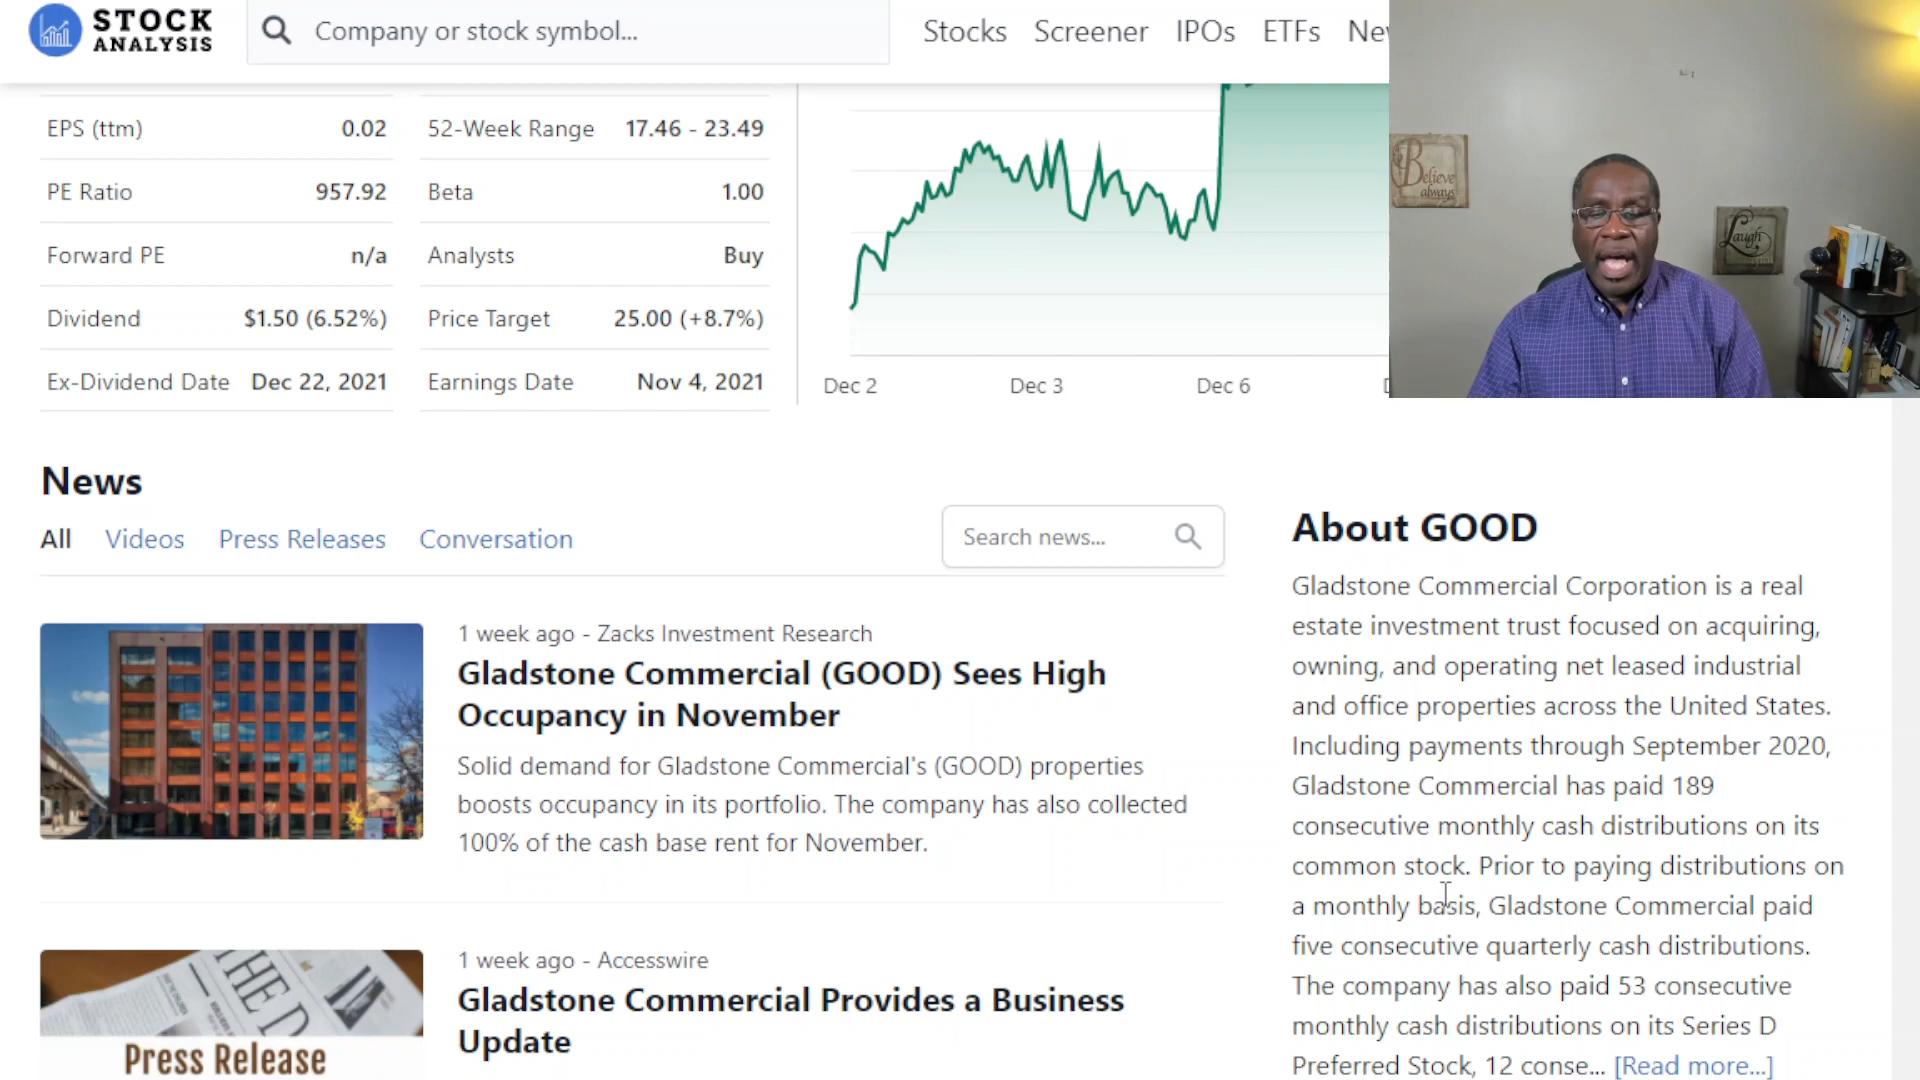 STOCK
ANALYSIS
Company or stock symbol...
Stocks Screener IPOs ETFs
EPS (ttm) 0.02 52-Week Range 17.46 - 23.49
PE Ratio 957.92 Beta 1.00
Forward PE n/a Analysts Buy
Dividend $1.50 (6.52%) Price Target 25.00 (+8.7%)
Ex-Dividend Date Dec 22, 2021 Earnings Date Nov 4, 2021
Dec 2 Dec 3 Dec 6
Believe
always
Laugh
News
All Videos Press Releases Conversation
Search news...
1 week ago - Zacks Investment Research
Gladstone Commercial (GOOD) Sees High
Occupancy in November
Solid demand for Gladstone Commercial's (GOOD) properties
boosts occupancy in its portfolio. The company has also collected
100% of the cash base rent for November.
THE D
Press Release
1 week ago - Accesswire
Gladstone Commercial Provides a Business
Update
About GOOD
Gladstone Commercial Corporation is a real
estate investment trust focused on acquiring,
owning, and operating net leased industrial
and office properties across the United States.
Including payments through September 2020,
Gladstone Commercial has paid 189
consecutive monthly cash distributions on its
common stock. Prior to paying distributions on
a monthly basis, Gladstone Commercial paid
five consecutive quarterly cash distributions.
The company has also paid 53 consecutive
monthly cash distributions on its Series D
Preferred Stock, 12 conse... [Read more...]